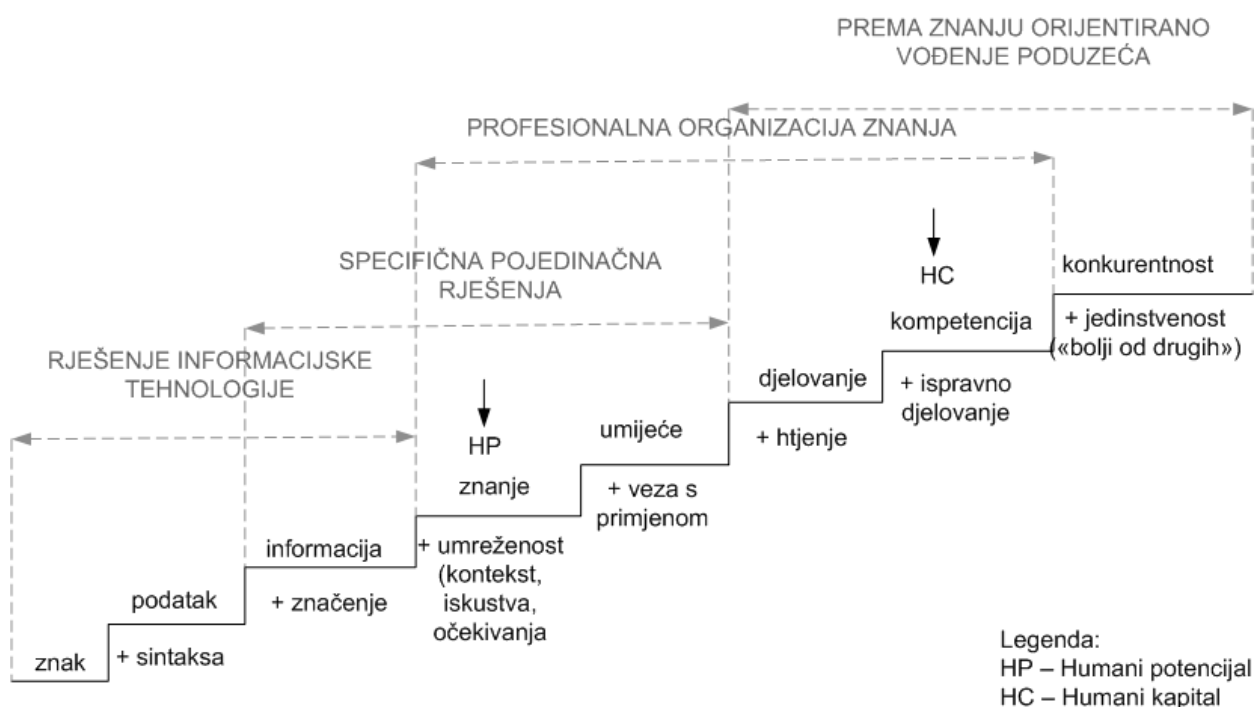 PREMA ZNANJU ORIJENTIRANO
VOĐENJE PODUZEĆA
PROFESIONALNA ORGANIZACIJA ZNANJA
SPECIFIČNA POJEDINAČNA
RJEŠENJA
RJEŠENJE INFORMACIJSKE
TEHNOLOGIJE
znak
podatak
+ sintaksa
informacija
+ značenje
HP
znanje
+ umreženost
(kontekst,
iskustva,
očekivanja
umijeće
+ veza s
primjenom
djelovanje
+ htjenje
HC
kompetencija
+ ispravno
djelovanje
konkurentnost
+ jedinstvenost
(«bolji od drugih»)
Legenda:
HP – Humani potencijal
HC – Humani kapital